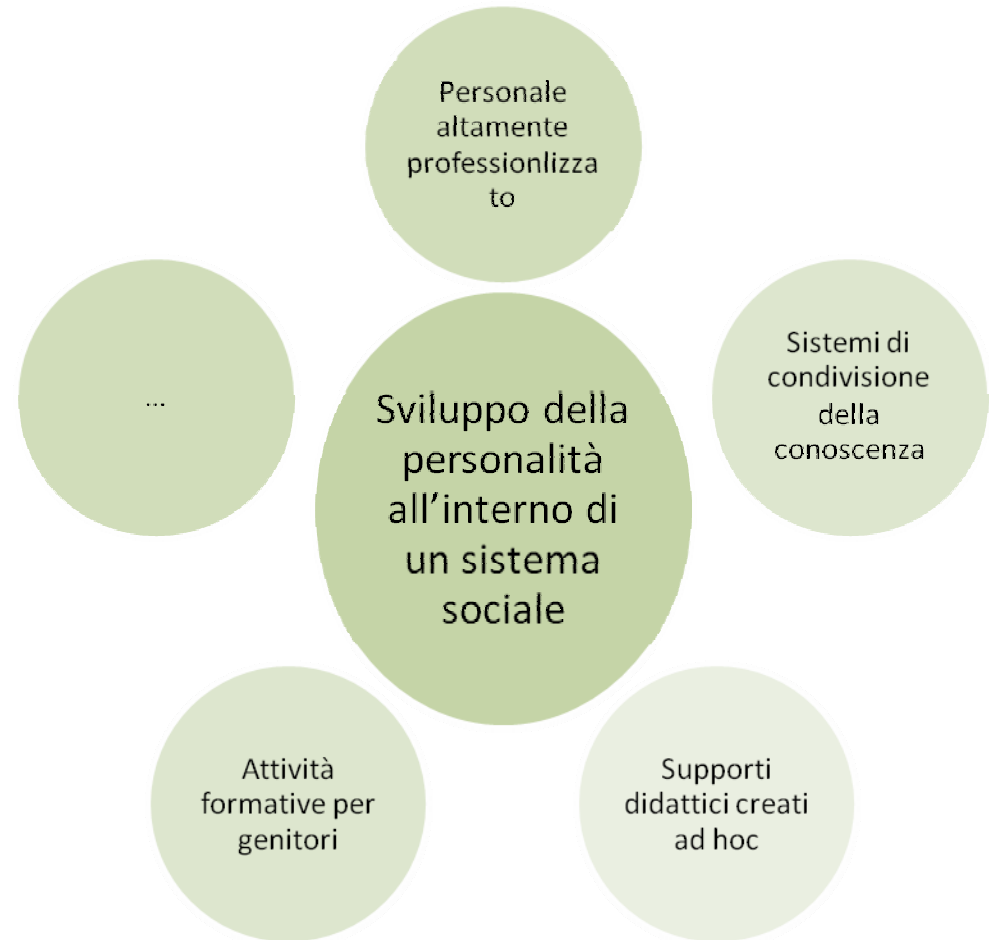 Personale
altamente
professionlizza
to
...
Sistemi di
condivisione
della
conoscenza
Sviluppo della
personalità
all’interno di
un sistema
sociale
Attività
formative per
genitori
Supporti
didattici creati
ad hoc